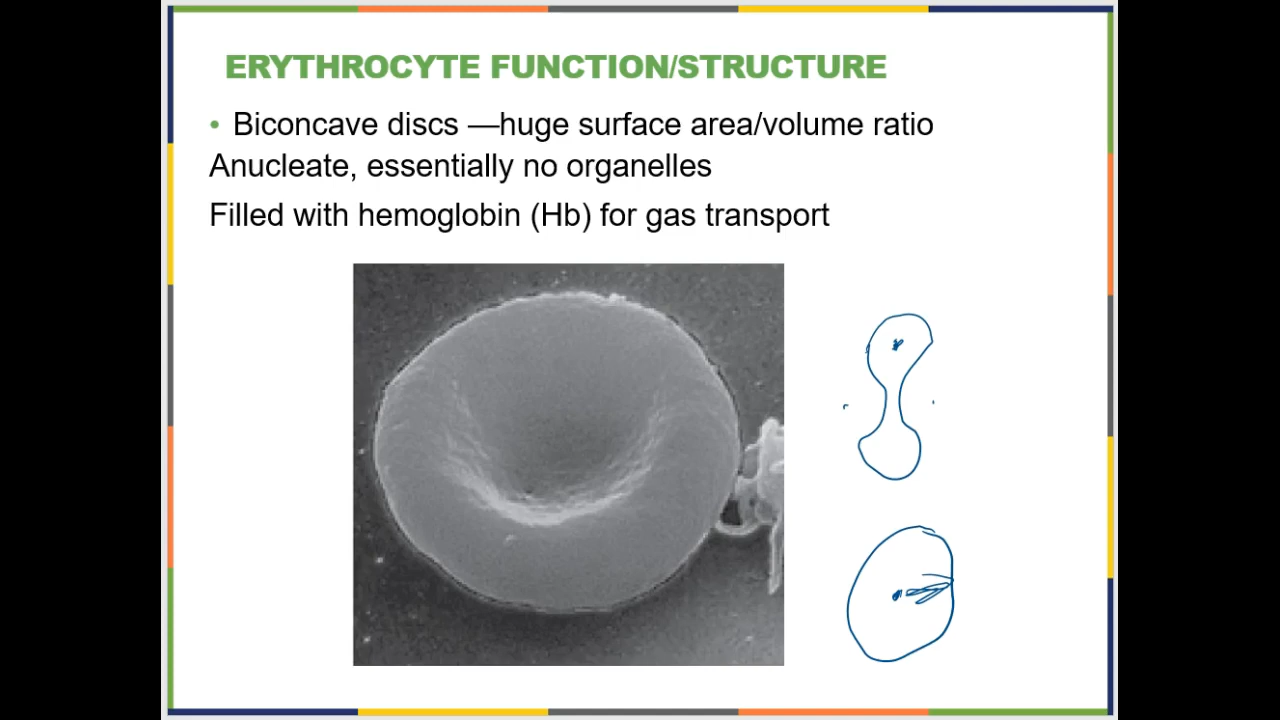 ERYTHROCYTE FUNCTION/STRUCTURE
• Biconcave discs —huge surface area/volume ratio
Anucleate, essentially no organelles
Filled with hemoglobin (Hb) for gas transport